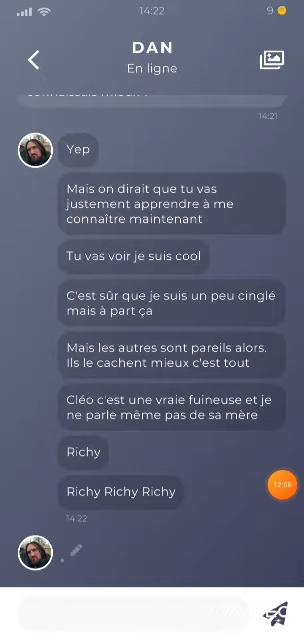 14:22
9
DAN
En ligne
14:21
Yep
Mais on dirait que tu vas
justement apprendre à me
connaître maintenant
Tu vas voir je suis cool
C'est sûr que je suis un peu cinglé
mais à part ça
Mais les autres sont pareils alors.
Ils le cachent mieux c'est tout
Cléo c'est une vraie fuineuse et je
ne parle même pas de sa mère
Richy
Richy Richy Richy
14:22
12:08